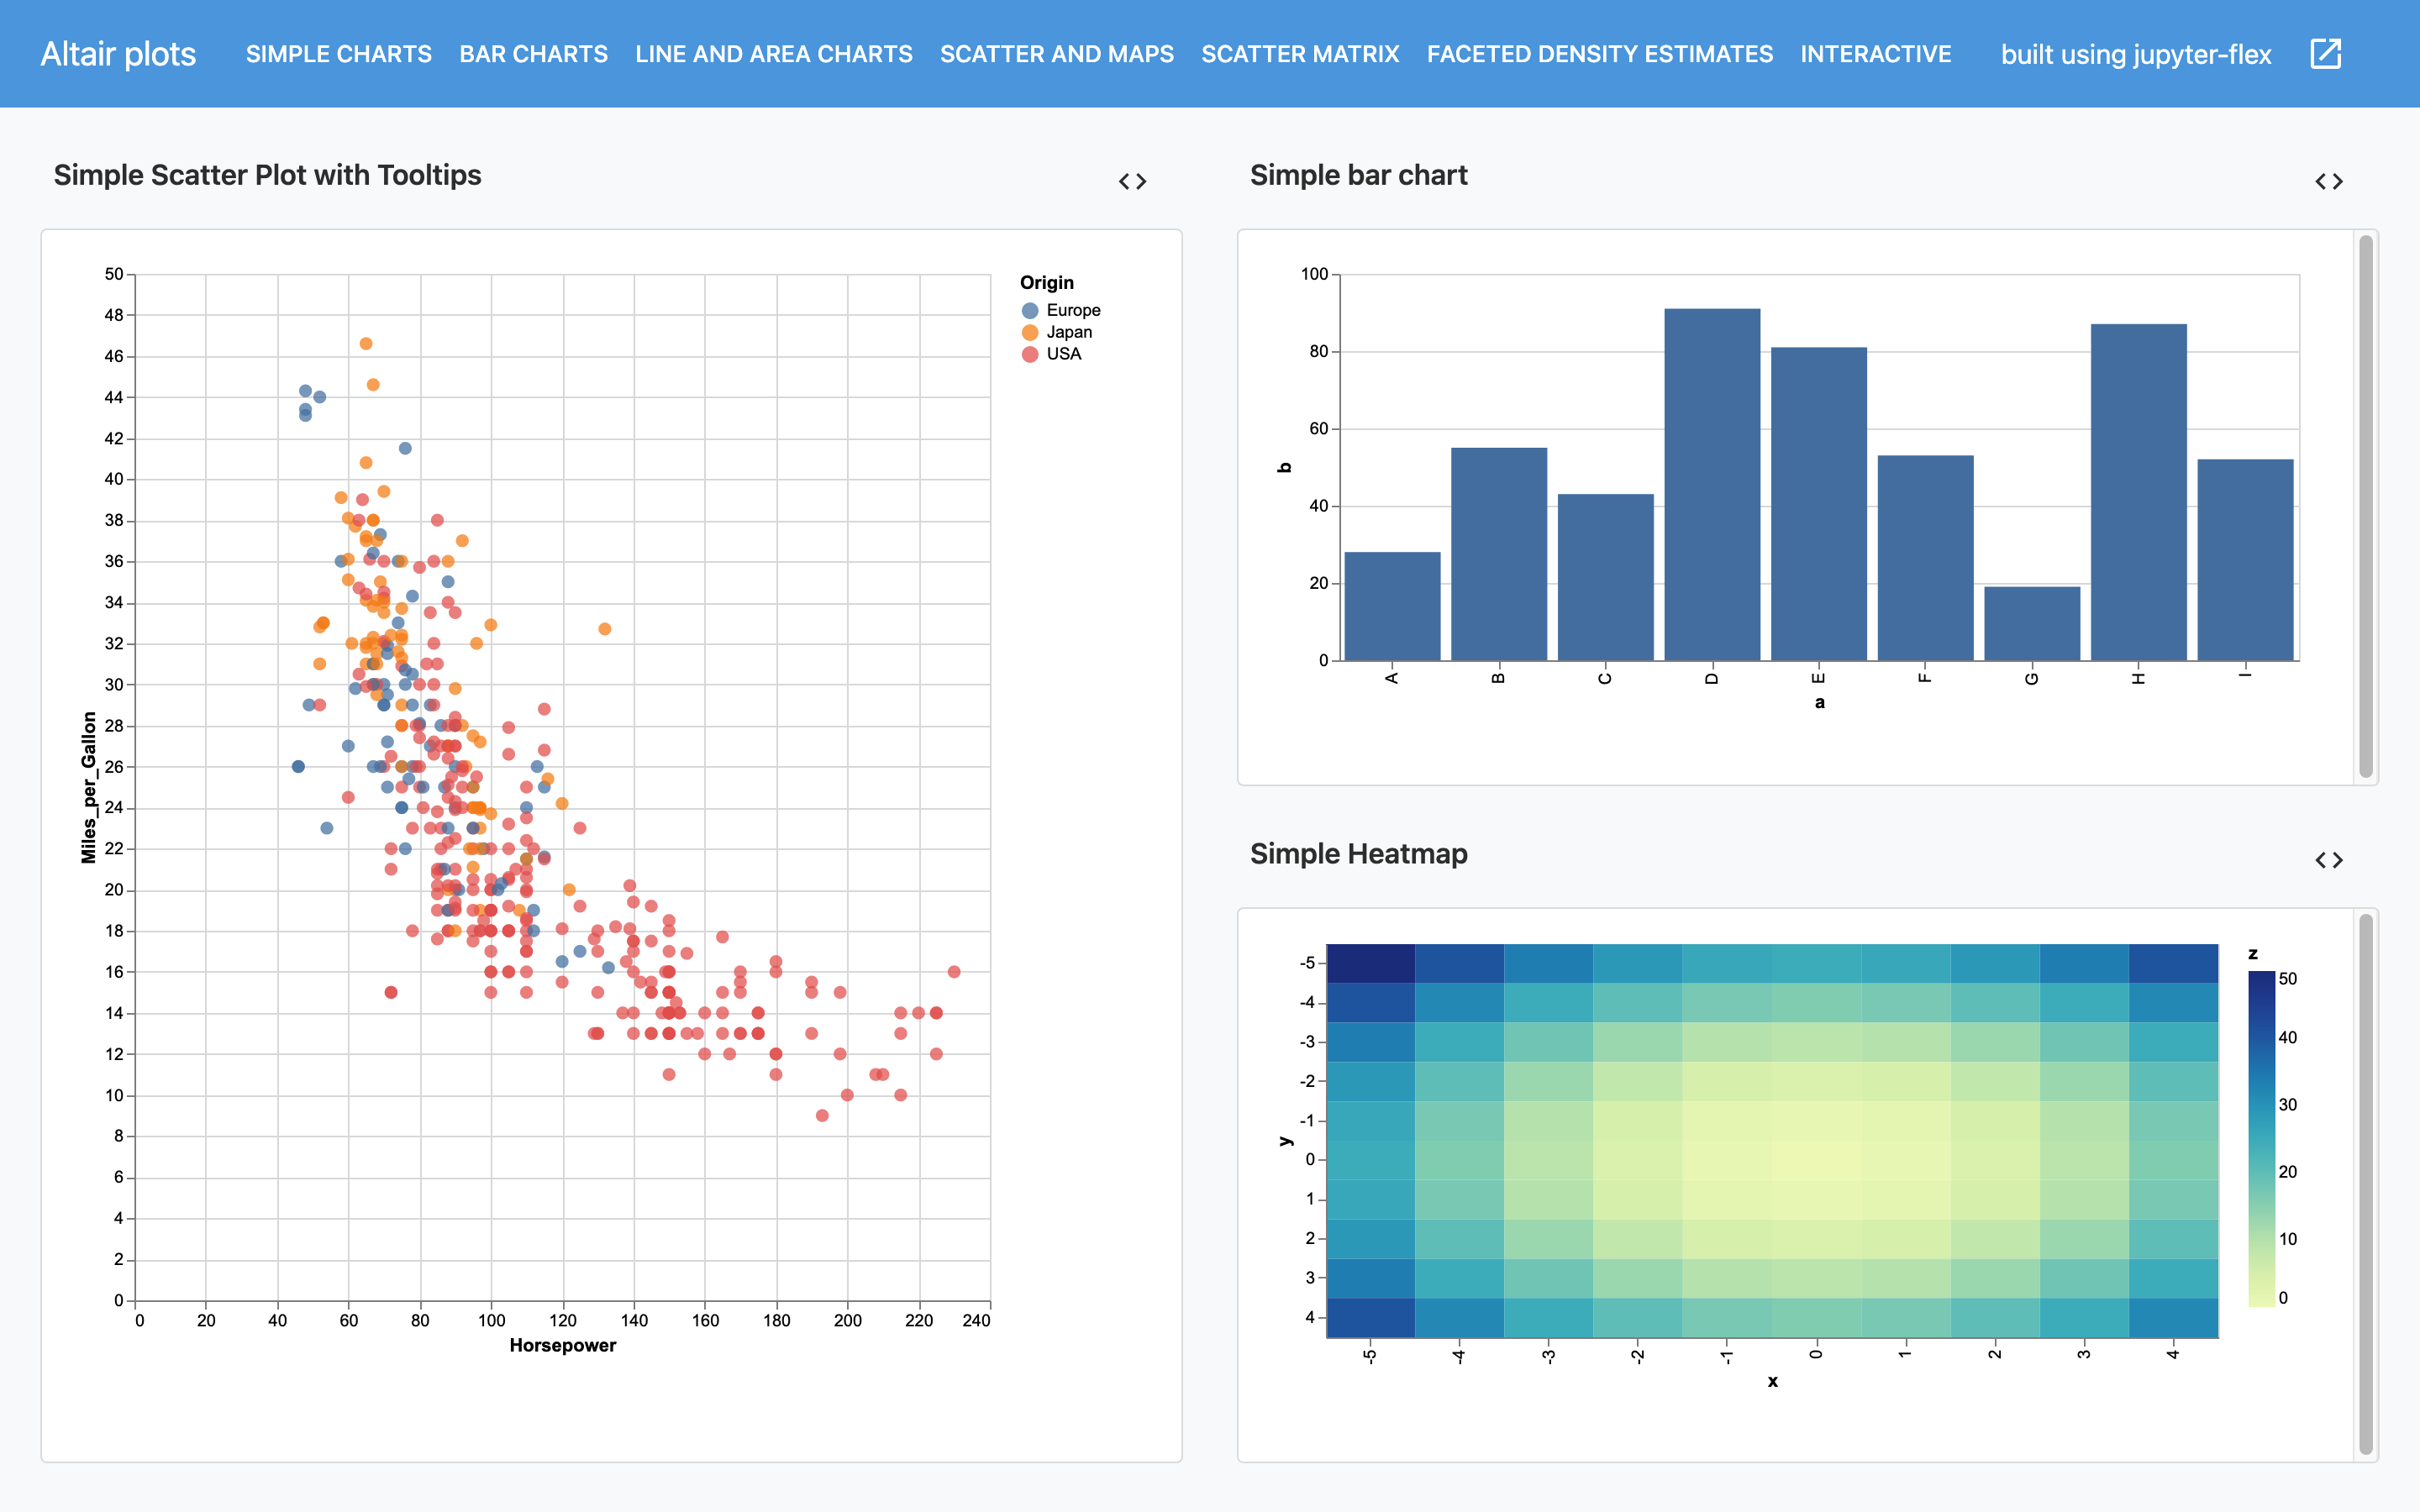 Altair plots SIMPLE CHARTS BAR CHARTS LINE AND AREA CHARTS SCATTER AND MAPS SCATTER MATRIX FACETED DENSITY ESTIMATES INTERACTIVE built using jupyter-flex
Simple Scatter Plot with Tooltips
50
48
46
44
42
40
38
36
34
32
30
28
26
24
22
20
18
16
14
12
10
8
6
4
2
0
Miles_per_Gallon
0 20 40 60 80 100 120 140 160 180 200 220 240
Horsepower
Origin
Europe
Japan
USA
Simple bar chart
100
80
60
40
20
0
b
A B C D E F G H I
a
Simple Heatmap
-5
-4
-3
-2
-1
0
1
2
3
4
y
-5 -4 -3 -2 -1 0 1 2 3 4
x
z
50
40
30
20
10
0